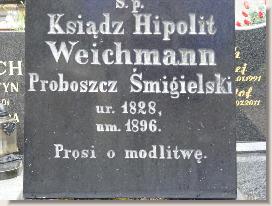 Ś.p.
Ksiądz Hipolit
Weichmann
Proboszcz Śmigielski
ur. 1828,
um. 1896.
Prosi o modlitwę.